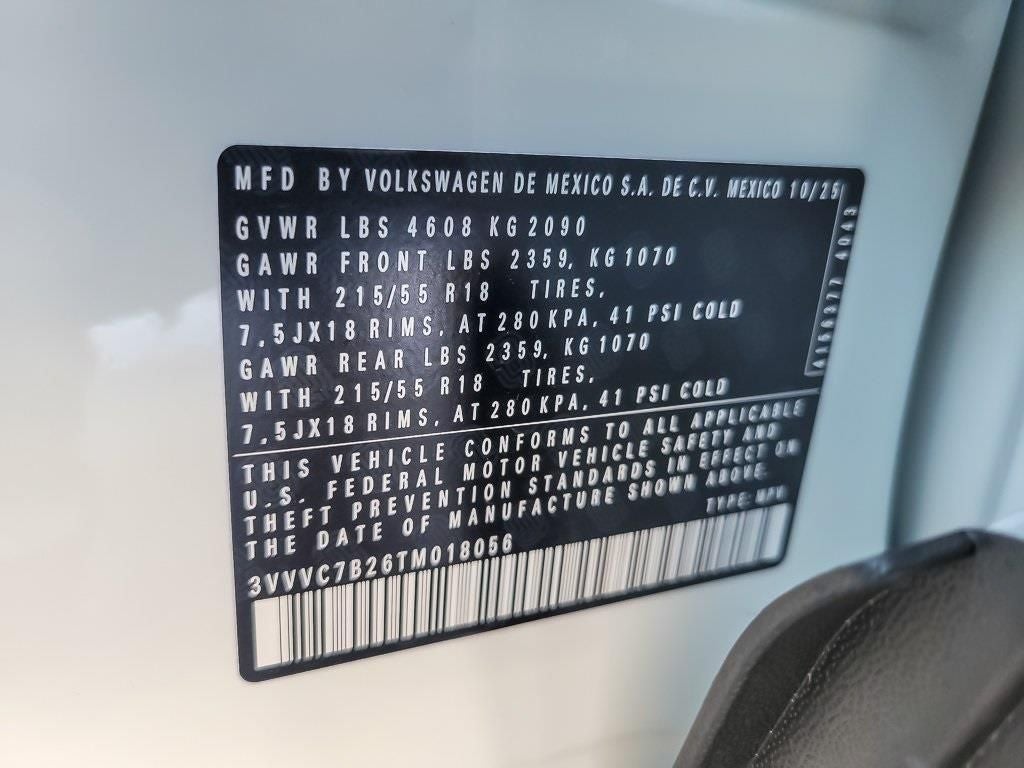 MFD BY VOLKSWAGEN DE MEXICO S.A. DE C.V. MEXICO 10/25
GVWR LBS 4608 KG 2090
GAWR FRONT LBS 2359, KG 1070
WITH 215/55 R18 TIRES,
7,5JX18 RIMS, AT 280 KPA, 41 PSI COLD
GAWR REAR LBS 2359, KG 1070
WITH 215/55 R18 TIRES,
7,5JX18 RIMS, AT 280 KPA, 41 PSI COLD
THIS VEHICLE CONFORMS TO ALL APPLICABLE
U.S. FEDERAL MOTOR VEHICLE SAFETY AND
THEFT PREVENTION STANDARDS IN EFFECT ON
THE DATE OF MANUFACTURE SHOWN ABOVE.
TYPE: MPV
3VVVC7B26TM018056
4043